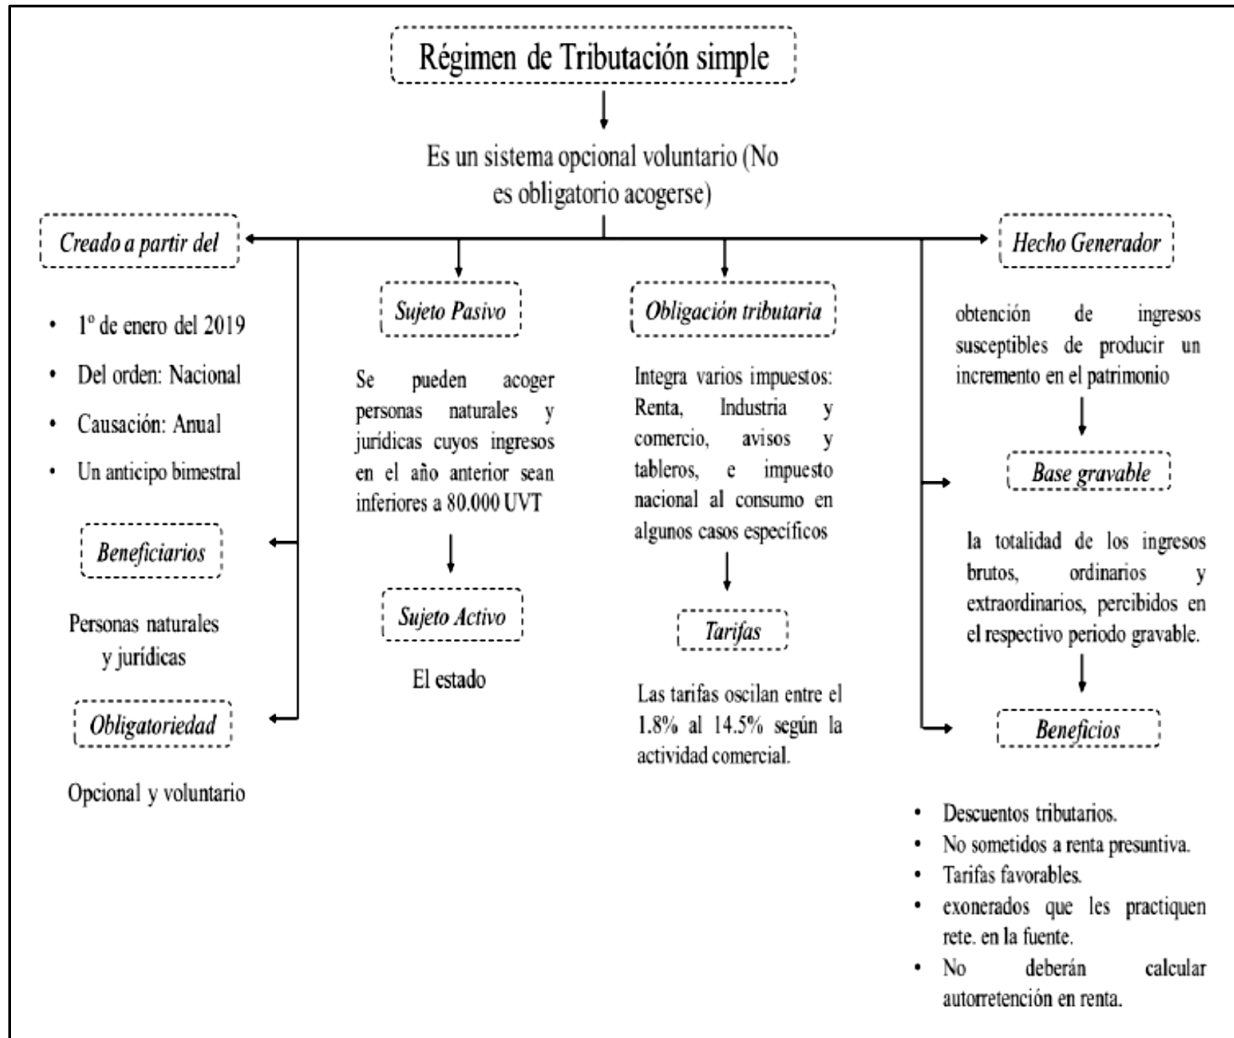 Régimen de Tributación simple
Es un sistema opcional voluntario (No
es obligatorio acogerse)
Creado a partir del
• 1º de enero del 2019
• Del orden: Nacional
• Causación: Anual
• Un anticipo bimestral
Beneficiarios
Personas naturales
y jurídicas
Obligatoriedad
Opcional y voluntario
Sujeto Pasivo
Se pueden acoger
personas naturales y
jurídicas cuyos ingresos
en el año anterior sean
inferiores a 80.000 UVT
Sujeto Activo
El estado
Obligación tributaria
Integra varios impuestos:
Renta, Industria y
comercio, avisos y
tableros, e impuesto
nacional al consumo en
algunos casos específicos
Tarifas
Las tarifas oscilan entre el
1.8% al 14.5% según la
actividad comercial.
Hecho Generador
obtención de ingresos
susceptibles de producir un
incremento en el patrimonio
Base gravable
la totalidad de los ingresos
brutos, ordinarios y
extraordinarios, percibidos en
el respectivo periodo gravable.
Beneficios
• Descuentos tributarios.
• No sometidos a renta presuntiva.
• Tarifas favorables.
• exonerados que les practiquen
rete. en la fuente.
• No deberán calcular
autorretención en renta.